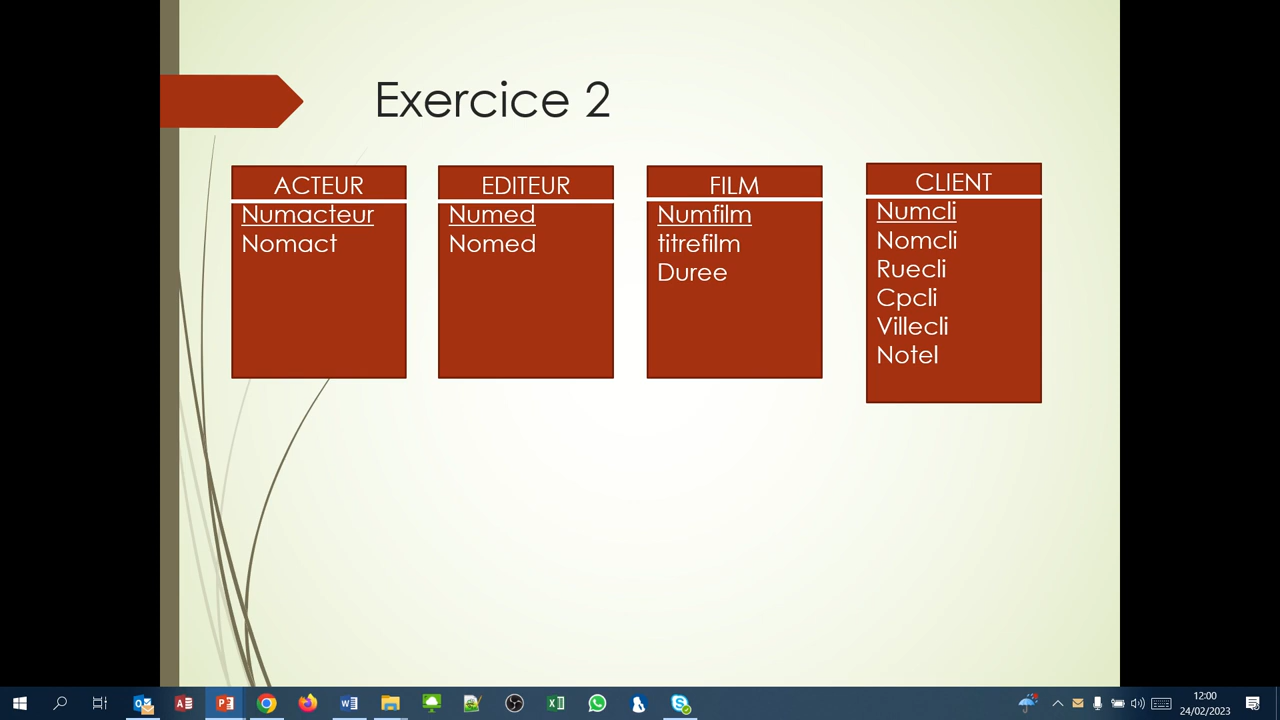 Exercice 2
ACTEUR
Numacteur
Nomact
EDITEUR
Numed
Nomed
FILM
Numfilm
titrefilm
Duree
CLIENT
Numcli
Nomcli
Ruecli
Cpcli
Villecli
Notel
12:00
24/02/2023